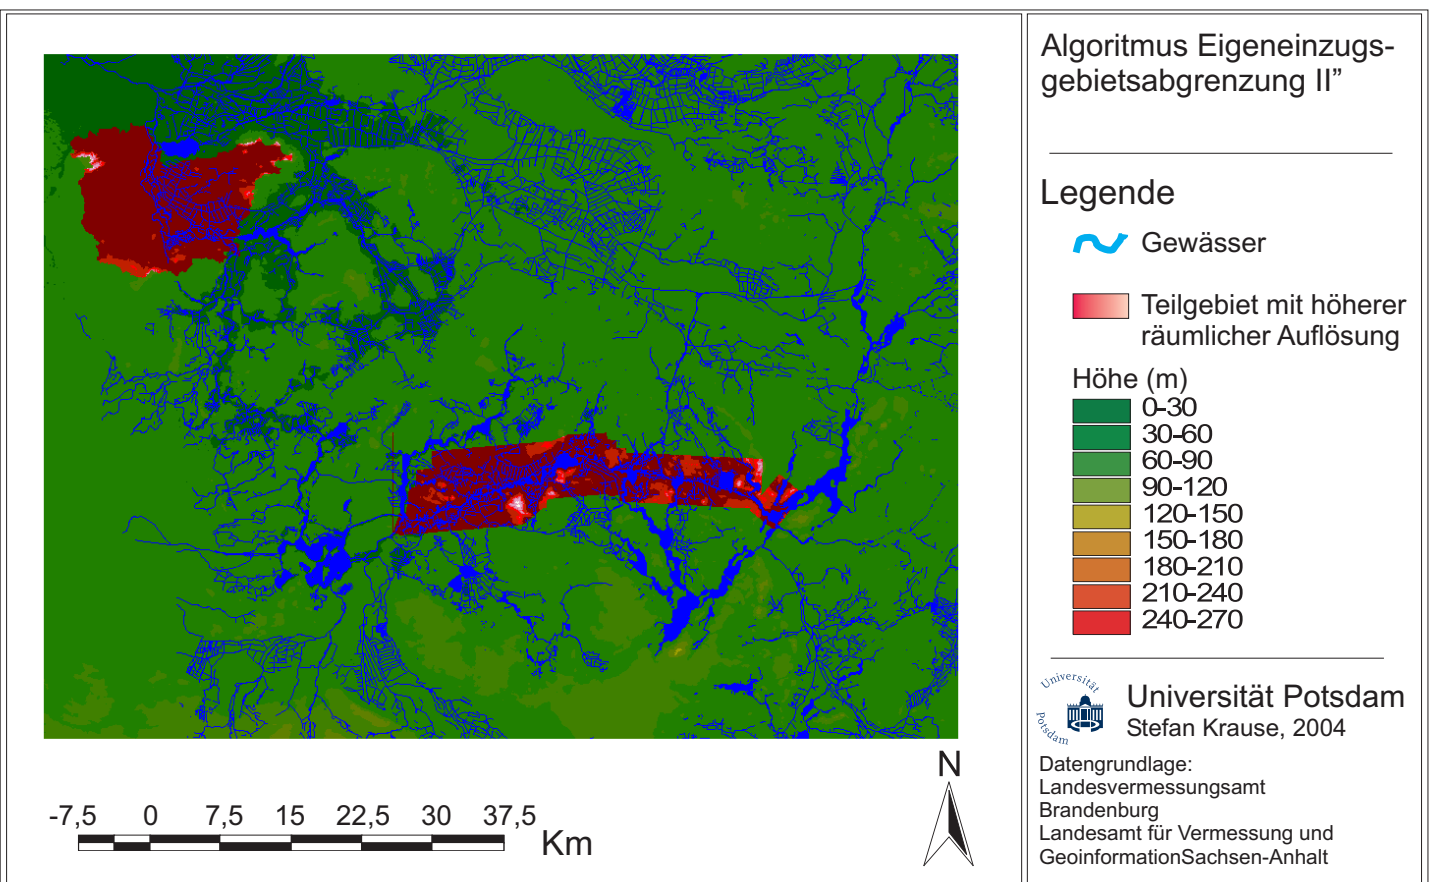 Algoritmus Eigeneinzugs-
gebietsabgrenzung II”
Legende
Gewässer
Teilgebiet mit höherer
räumlicher Auflösung
Höhe (m)
0-30
30-60
60-90
90-120
120-150
150-180
180-210
210-240
240-270
Universität
Potsdam
Universität Potsdam
Stefan Krause, 2004
Datengrundlage:
Landesvermessungsamt
Brandenburg
Landesamt für Vermessung und
GeoinformationSachsen-Anhalt
N
-7,5 0 7,5 15 22,5 30 37,5
Km